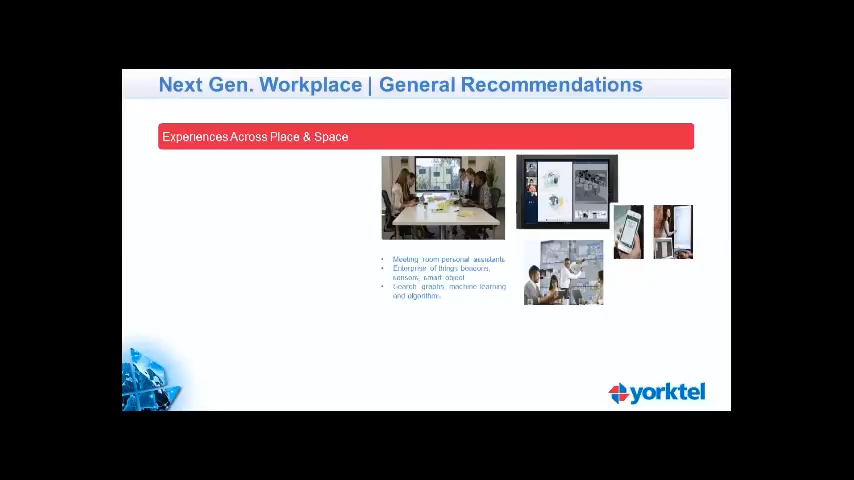 Next Gen. Workplace | General Recommendations
Experiences Across Place & Space
• Meeting room personal assistants
• Enterprise of things beacons,
sensors, smart object
• Search graphs, machine learning
and algorithms
yorktel